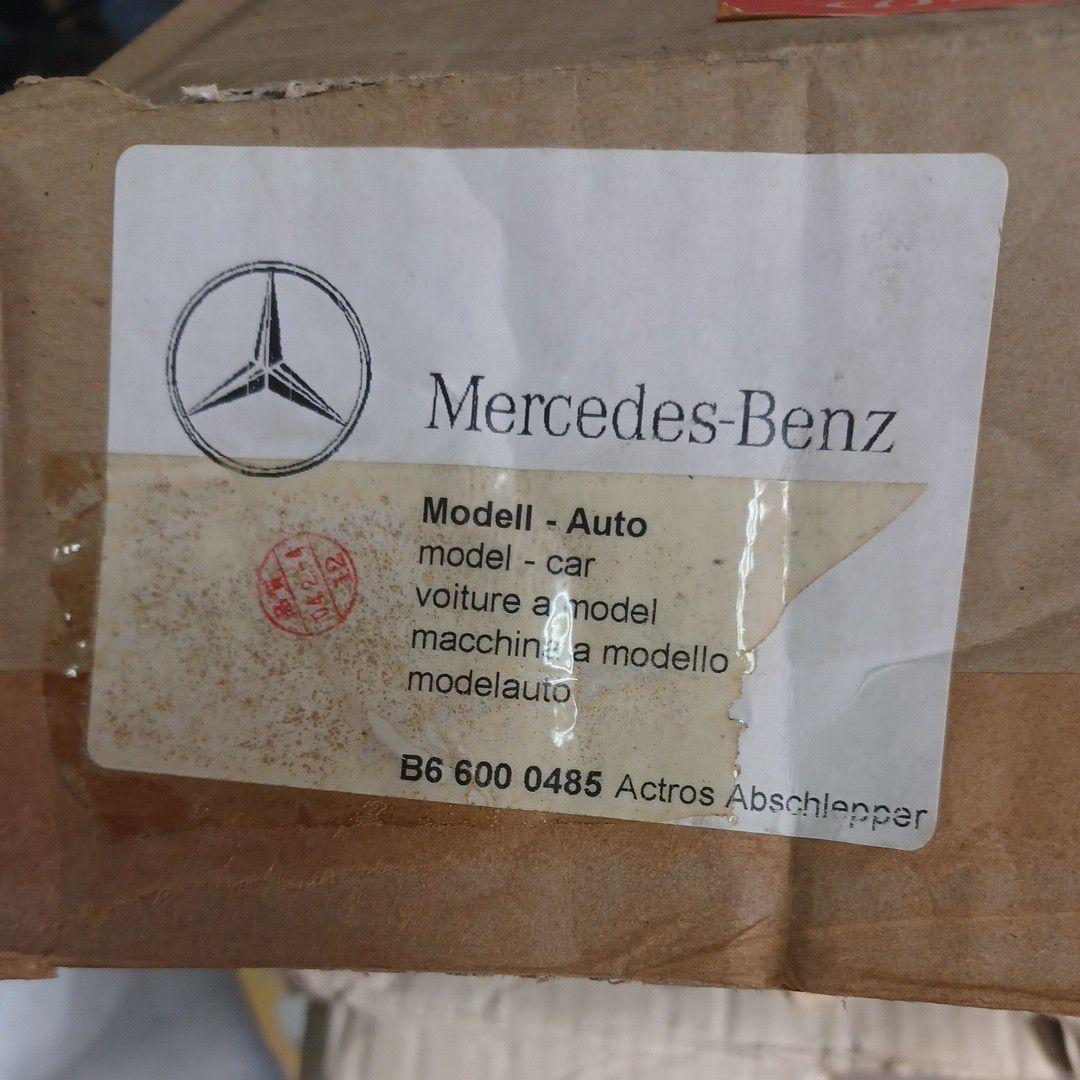 Mercedes-Benz
Modell - Auto
model - car
voiture a model
macchina a modello
modelauto
B6 600 0485 Actros Abschlepper